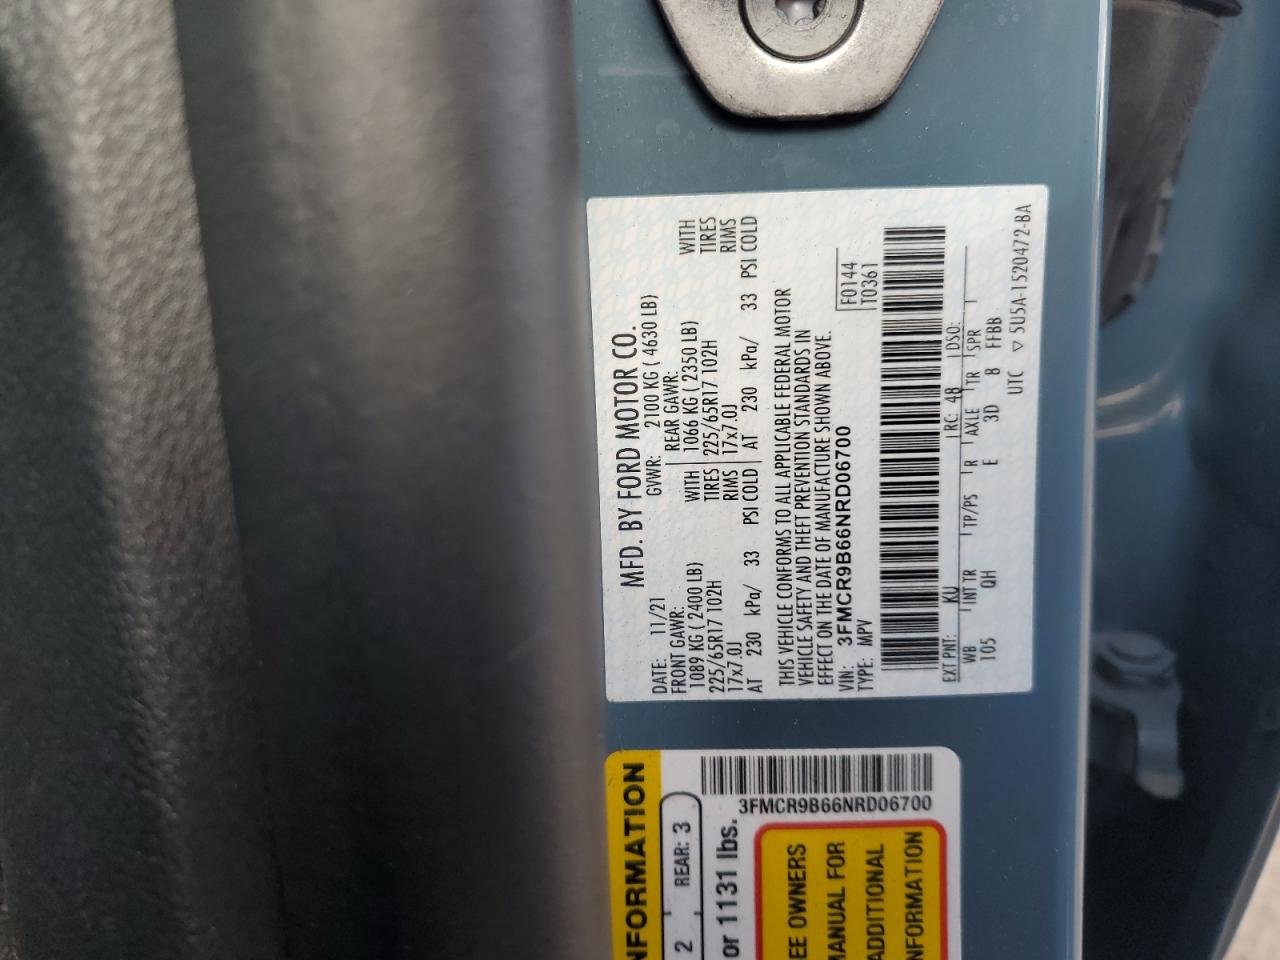 MFD. BY FORD MOTOR CO.
DATE: 11/21 GVWR: 2100 KG ( 4630 LB)
FRONT GAWR: REAR GAWR:
1089 KG ( 2400 LB) WITH 1066 KG ( 2350 LB) WITH
225/65R17 102H TIRES 225/65R17 102H TIRES
17x7.0J RIMS 17x7.0J RIMS
AT 230 kPa/ 33 PSI COLD AT 230 kPa/ 33 PSI COLD
THIS VEHICLE CONFORMS TO ALL APPLICABLE FEDERAL MOTOR
VEHICLE SAFETY AND THEFT PREVENTION STANDARDS IN
EFFECT ON THE DATE OF MANUFACTURE SHOWN ABOVE.
VIN: 3FMCR9B66NRD06700 F0144
TYPE: MPV T0361
EXT PNT: KU RC: 48 DSO:
WB INT TR TP/PS R AXLE TR SPR
105 QH E 3D 8 FFBB
UTC ▽ 5U5A-1520472-BA
NFORMATION
2 REAR: 3
or 1131 lbs.
3FMCR9B66NRD06700
EE OWNERS
MANUAL FOR
ADDITIONAL
NFORMATION